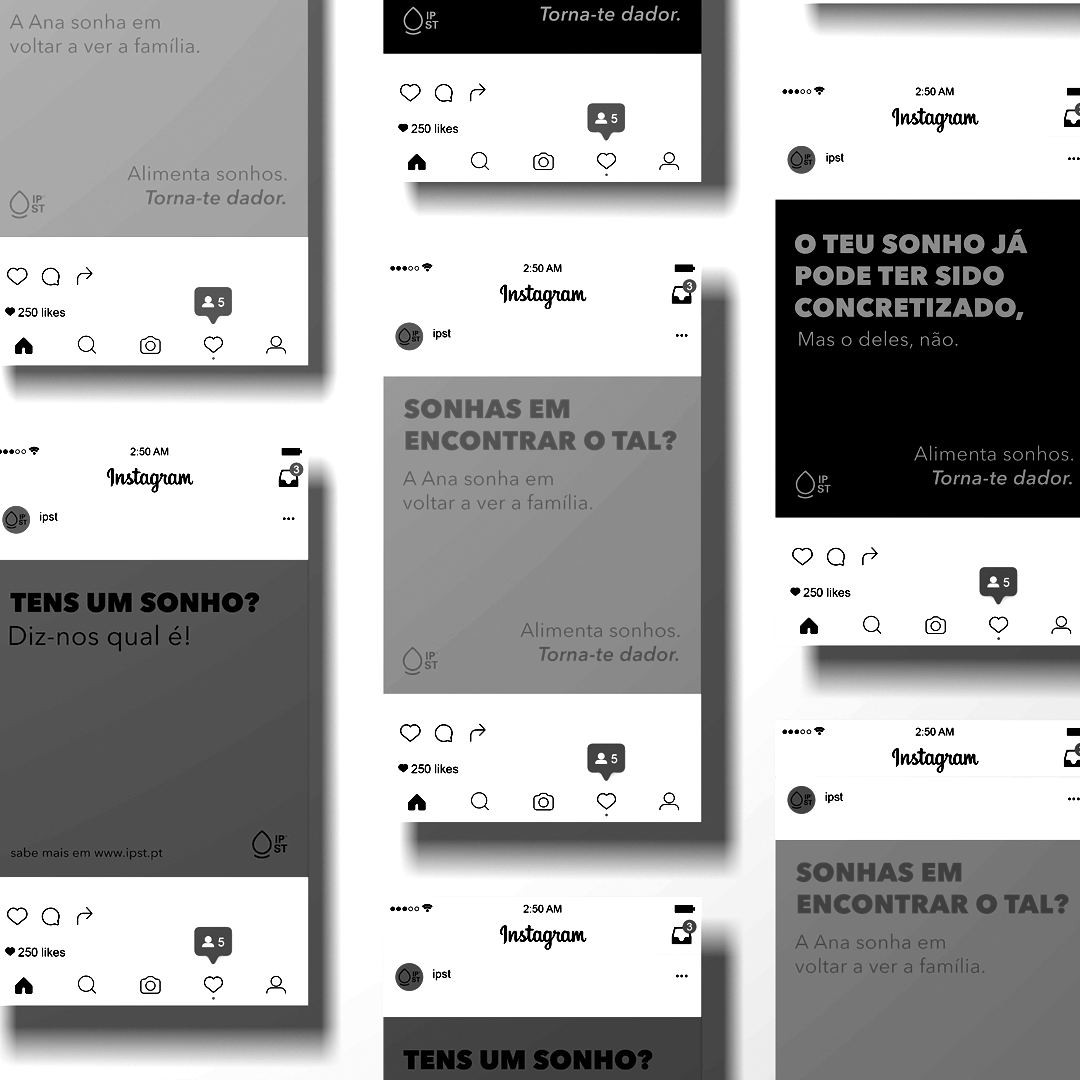 A Ana sonha em
voltar a ver a família.
Alimenta sonhos.
IP
ST
Torna-te dador.
250 likes
5
2:50 AM
Instagram
3
ipst
TENS UM SONHO?
Diz-nos qual é!
sabe mais em www.ipst.pt
IP
ST
250 likes
5
IP
ST
Torna-te dador.
250 likes
5
2:50 AM
Instagram
3
ipst
SONHAS EM
ENCONTRAR O TAL?
A Ana sonha em
voltar a ver a família.
Alimenta sonhos.
IP
ST
Torna-te dador.
250 likes
5
2:50 AM
Instagram
3
ipst
TENS UM SONHO?
2:50 AM
Instagram
ipst
O TEU SONHO JÁ
PODE TER SIDO
CONCRETIZADO,
Mas o deles, não.
Alimenta sonhos.
IP
ST
Torna-te dador.
250 likes
5
2:50 AM
Instagram
ipst
SONHAS EM
ENCONTRAR O TAL?
A Ana sonha em
voltar a ver a família.